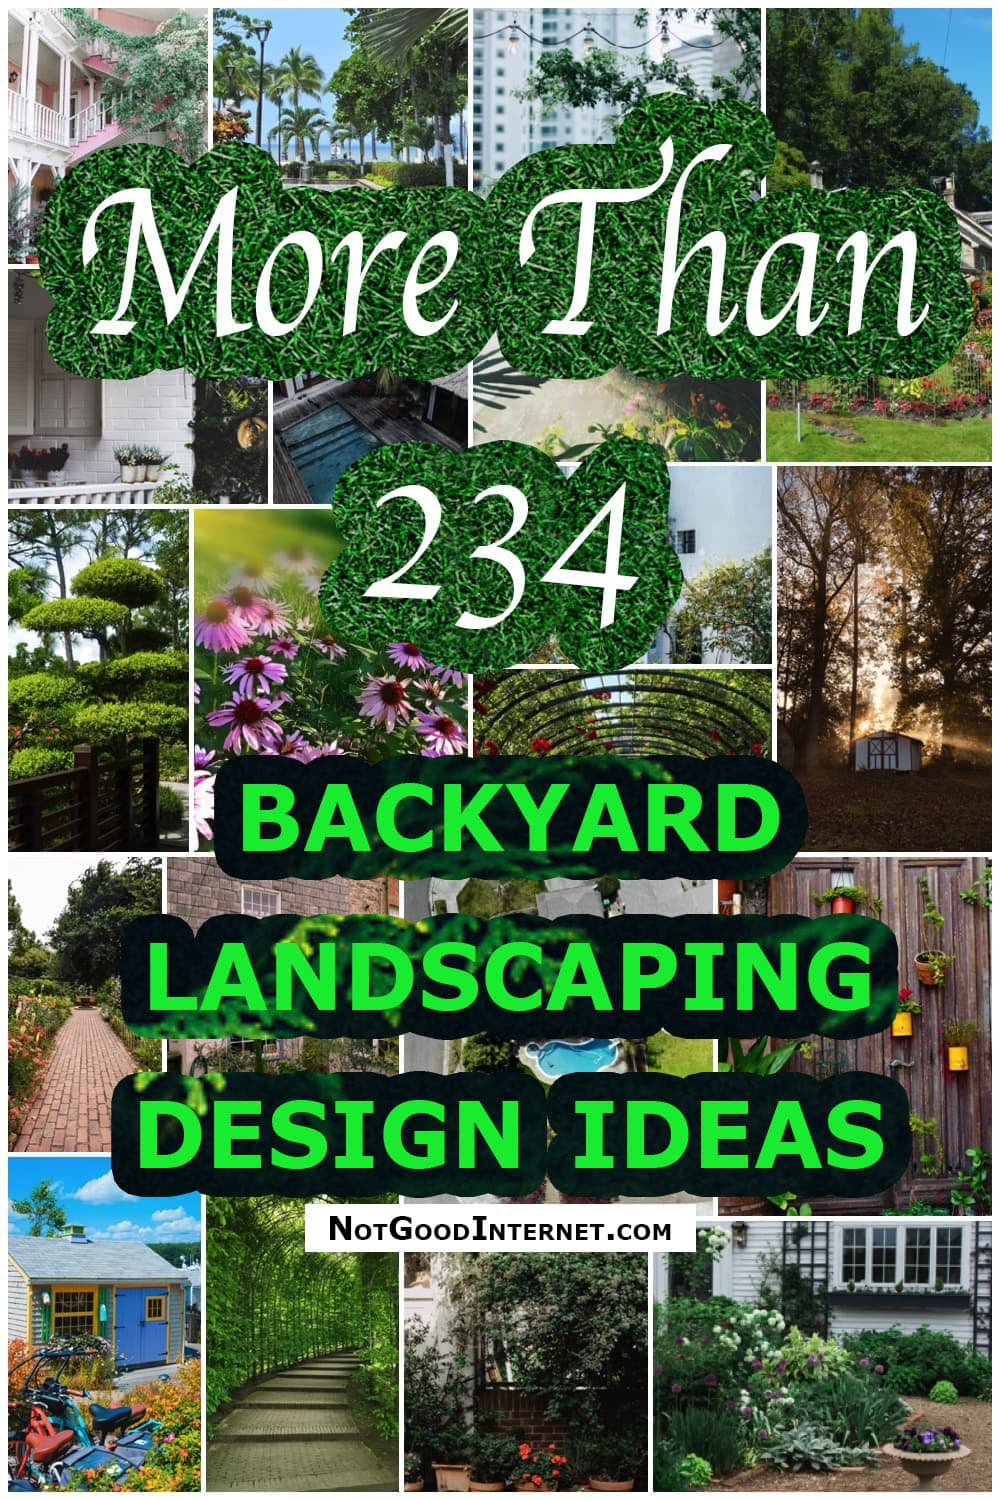 More Than
234
BACKYARD
LANDSCAPING
DESIGN IDEAS
NotGoodInternet.com